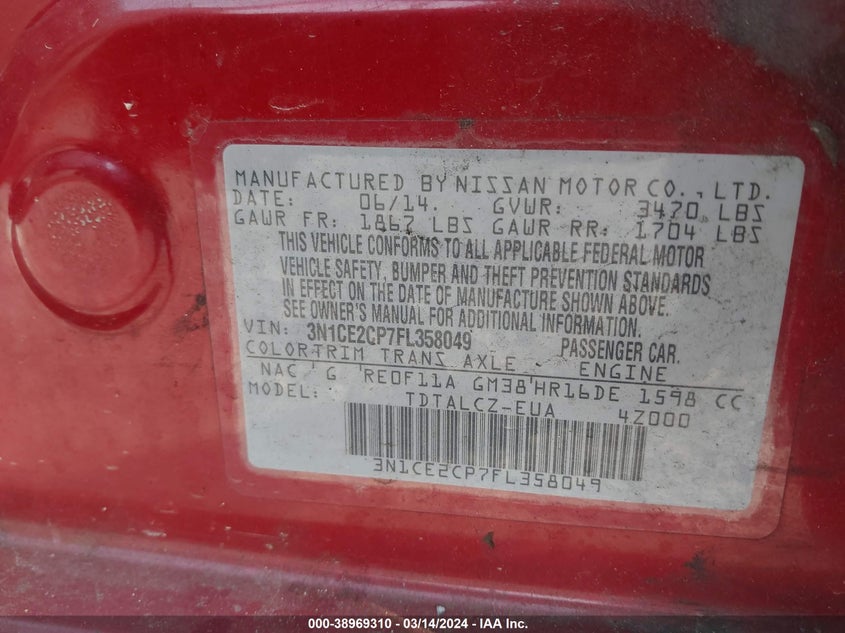 MANUFACTURED BY NISSAN MOTOR CO., LTD.
DATE: 06/14. GVWR: 3470 LBS
GAWR FR: 1867 LBS GAWR RR: 1704 LBS
THIS VEHICLE CONFORMS TO ALL APPLICABLE FEDERAL MOTOR
VEHICLE SAFETY, BUMPER AND THEFT PREVENTION STANDARDS
IN EFFECT ON THE DATE OF MANUFACTURE SHOWN ABOVE.
SEE OWNER'S MANUAL FOR ADDITIONAL INFORMATION.
VIN: 3N1CE2CP7FL358049 PASSENGER CAR.
COLORTRIM TRANS AXLE ENGINE
NAC G RE0F11A GM38 HR16DE 1598 CC
MODEL: TDTALCZ-EUA 4Z000
3N1CE2CP7FL358049
000-38969310 - 03/14/2024 - IAA Inc.